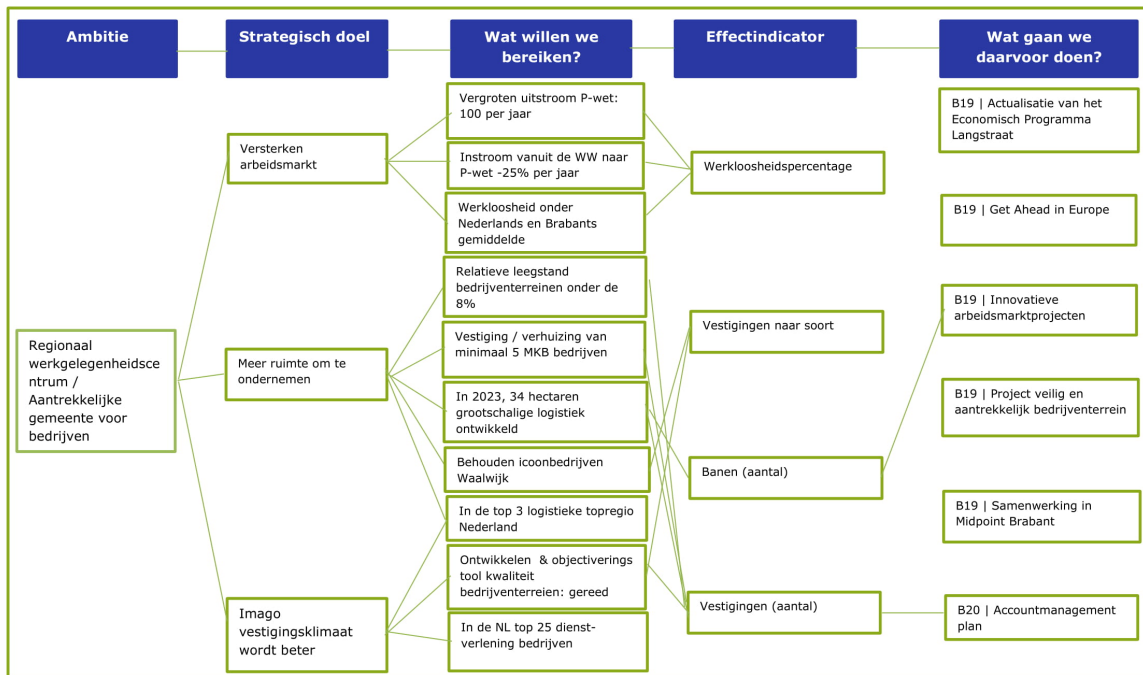 Ambitie
Strategisch doel
Wat willen we
bereiken?
Effectindicator
Wat gaan we
daarvoor doen?
Regionaal
werkgelegenheidsce
ntrum /
Aantrekkelijke
gemeente voor
bedrijven
Versterken
arbeidsmarkt
Meer ruimte om te
ondernemen
Imago
vestigingsklimaat
wordt beter
Vergroten uitstroom P-wet:
100 per jaar
Instroom vanuit de WW naar
P-wet -25% per jaar
Werkloosheid onder
Nederlands en Brabants
gemiddelde
Relatieve leegstand
bedrijventerreinen onder de
8%
Vestiging / verhuizing van
minimaal 5 MKB bedrijven
In 2023, 34 hectaren
grootschalige logistiek
ontwikkeld
Behouden icoonbedrijven
Waalwijk
In de top 3 logistieke topregio
Nederland
Ontwikkelen & objectiverings
tool kwaliteit
bedrijventerreien: gereed
In de NL top 25 dienst-
verlening bedrijven
Werkloosheidspercentage
Vestigingen naar soort
Banen (aantal)
Vestigingen (aantal)
B19 | Actualisatie van het
Economisch Programma
Langstraat
B19 | Get Ahead in Europe
B19 | Innovatieve
arbeidsmarktprojecten
B19 | Project veilig en
aantrekkelijk bedrijventerrein
B19 | Samenwerking in
Midpoint Brabant
B20 | Accountmanagement
plan